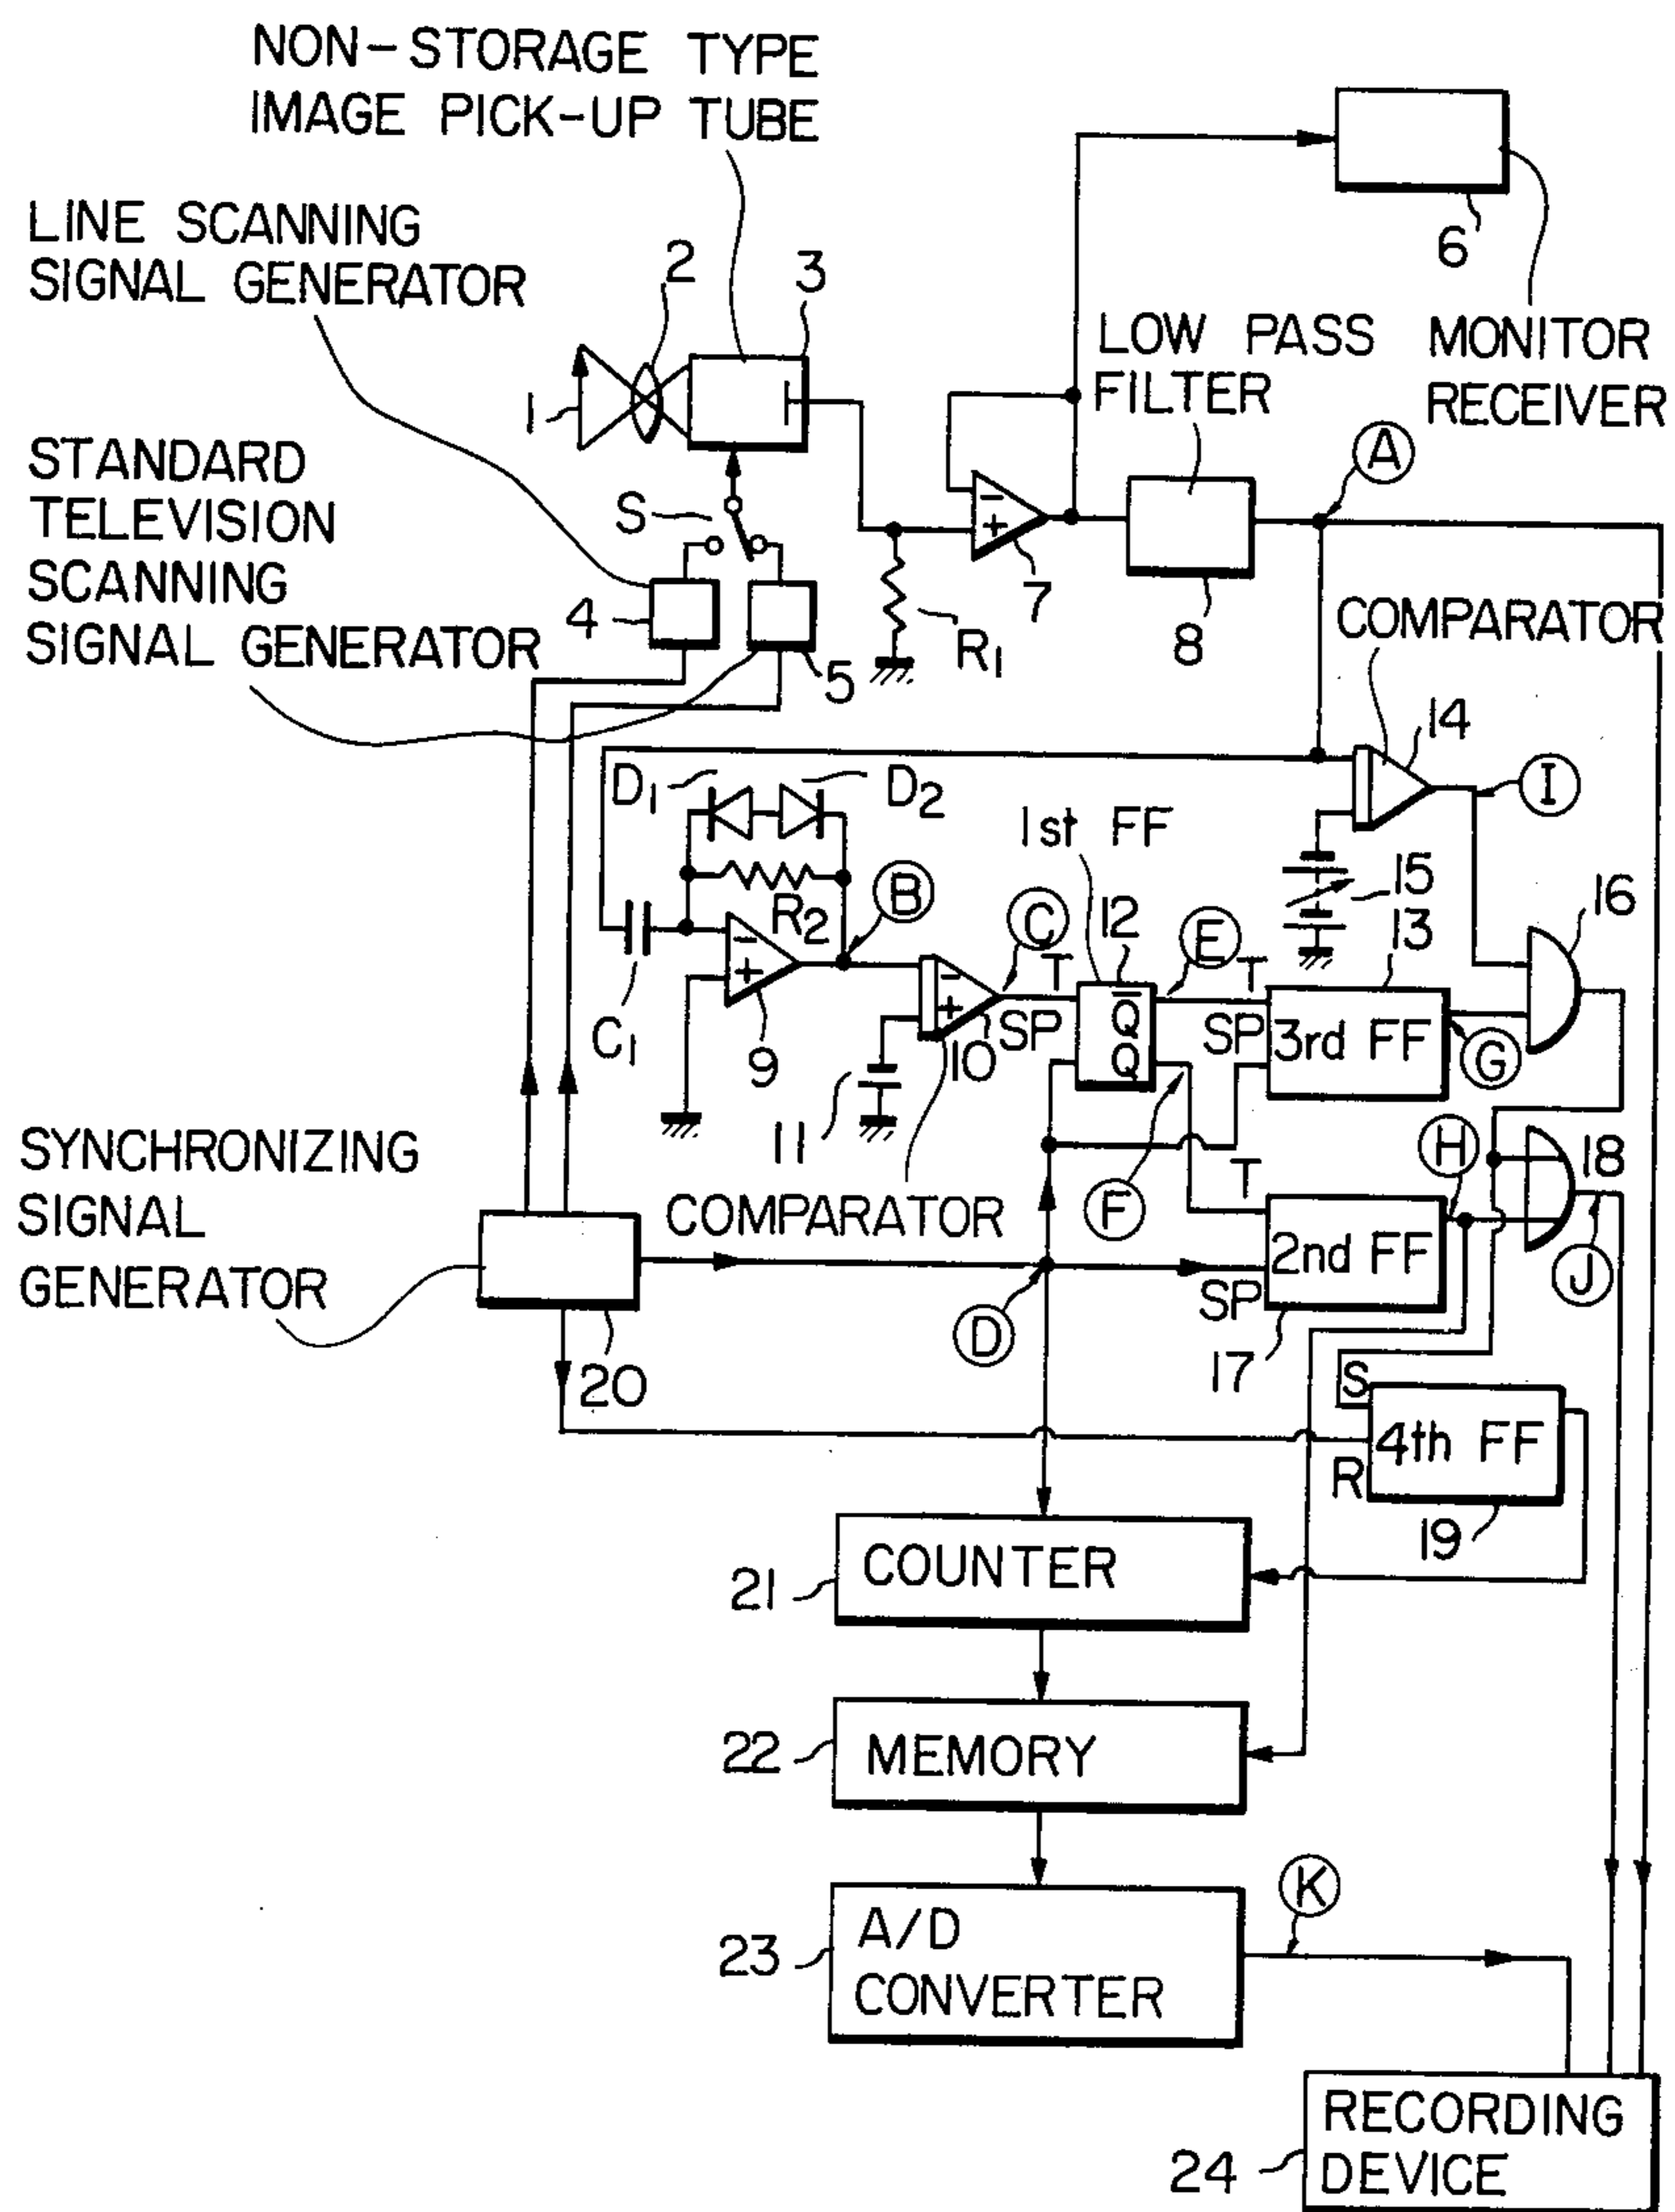 NON-STORAGE TYPE
IMAGE PICK-UP TUBE
LINE SCANNING
SIGNAL GENERATOR
2
3
6
LOW PASS
FILTER
MONITOR
RECEIVER
1
STANDARD
TELEVISION
SCANNING
SIGNAL GENERATOR
S
A
−
+
7
8
4
5
R1
COMPARATOR
14
I
D1
D2
1st FF
15
13
16
R2
B
C
12
E
T
T
−
+
−
+
Q̅
Q
C1
9
10
SP
SP
3rd FF
G
11
H
18
SYNCHRONIZING
SIGNAL
GENERATOR
COMPARATOR
F
T
2nd FF
SP
J
D
20
17
S
4th FF
R
19
COUNTER
21
MEMORY
22
K
A/D
CONVERTER
23
RECORDING
DEVICE
24